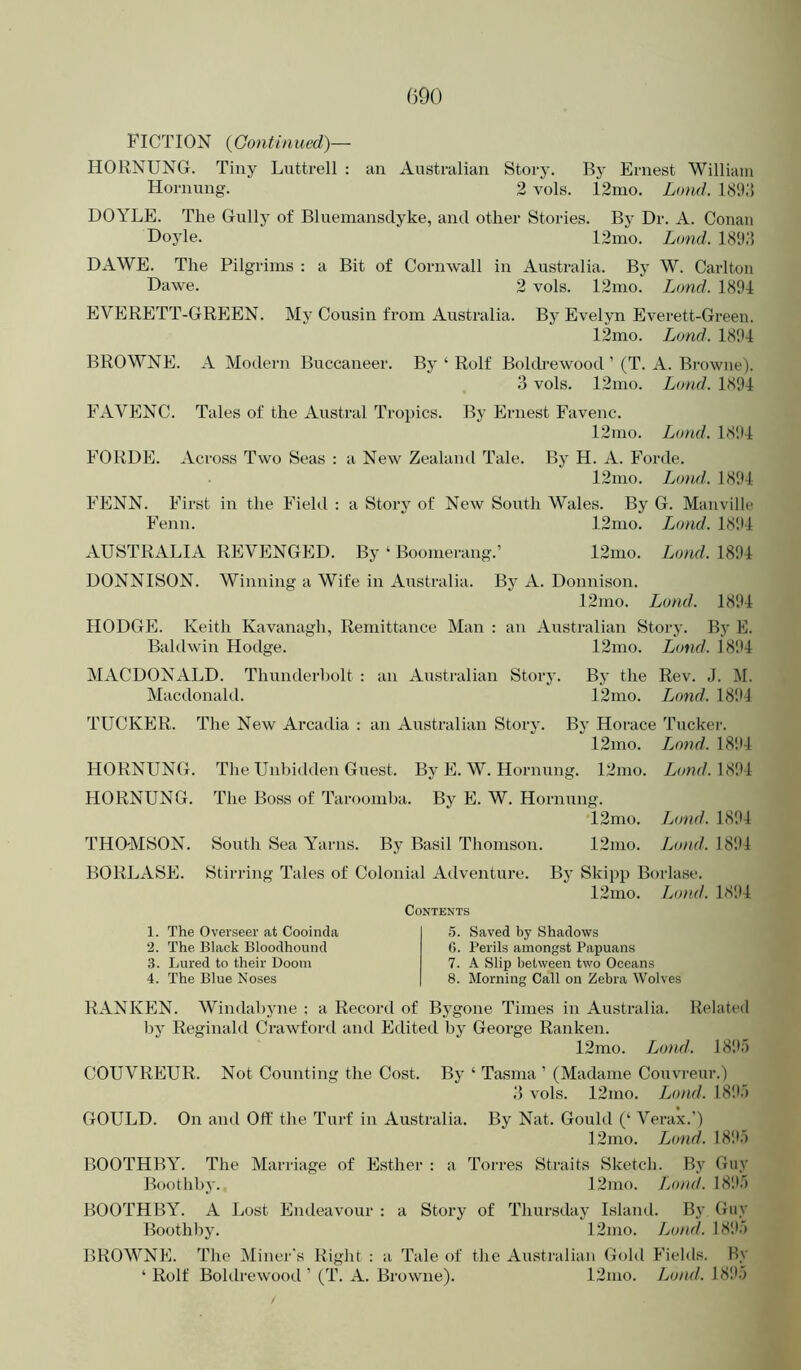 690
FICTION (Continued)—
HORNUNG. Tiny Luttrell : an Australian Story. By Ernest William
Hornung. 2 vols. 12mo. Lond. 1893
DOYLE. The Gully of Bluemansdyke, and other Stories. By Dr. A. Conan
Doyle. 12mo. Lond. 1893
DAWE. The Pilgrims : a Bit of Cornwall in Australia. By W. Carlton
Dawe. 2 vols. 12mo. Lond. 1894
EVERETT-GREEN. My Cousin from Australia. By Evelyn Everett-Green.
12mo. Lond. 1894
BROWNE. A Modern Buccaneer. By ‘ Rolf Boldrewood ’ (T. A. Browne).
3 vols. 12mo. Lond. 1894
FAVENC. Tales of the Austral Tropics. By Ernest Favenc.
12mo. Lond. 1894
FORDE. Across Two Seas : a New Zealand Tale. By H. A. Forde.
12mo. Lond. 1894
FENN. First in the Field : a Story of New South Wales. By G. Manville
Fenn. 12mo. Lond. 1894
AUSTRALIA REVENGED. By ‘ Boomerang.’ 12mo. Lond. 1894
DONNISON. Winning a Wife in Australia. By A. Donnison.
12mo. Lond. 1894
HODGE. Keith Kavanagh, Remittance Man : an Australian Story. By E.
Baldwin Hodge. 12mo. Lond. 1894
MACDONALD. Thunderbolt : an Australian Story. By the Rev. J. M.
Macdonald. 12mo. Lond. 1894
TUCKER. The New Arcadia : an Australian Story. By Horace Tucker.
12mo. Lond. 1894
HORNUNG. The Unbidden Guest. By E. W. Hornung. 12mo. Lond. 1894
HORNUNG. The Boss of Taroomba. By E. W. Hornung.
12mo. Lond. 1894
THOMSON. South Sea Yarns. By Basil Thomson. 12mo. Lond. 1894
BORLASE. Stirring Tales of Colonial Adventure. By Skipp Borlase.
12mo. Lond. 1894
CONTENTS
1. The Overseer at Cooinda
2. The Black Bloodhound
3. Lured to their Doom
4. The Blue Noses
5. Saved by Shadows
6. Perils amongst Papuans
7. A Slip between two Oceans
8. Morning Call on Zebra Wolves
RANKEN. Windabyne : a Record of Bygone Times in Australia. Related
by Reginald Crawford and Edited by George Ranken.
12mo. Lond. 1895
COUVREUR. Not Counting the Cost. By ‘ Tasma ’ (Madame Couvreur.)
3 vols. 12mo. Lond. 1895
GOULD. On and Off the Turf in Australia. By Nat. Gould (‘ Verax.’)
12mo. Lond. 1895
BOOTHBY. The Marriage of Esther : a Torres Straits Sketch. By Guy
Boothby. 12mo. Lond. 1895
BOOTHBY. A Lost Endeavour : a Story of Thursday Island. By Guy
Boothby. 12mo. Lond. 1895
BROWNE. The Miner's Right : a Tale of the Australian Gold Fields. By
‘ Rolf Boldrewood ’ (T. A. Browne). 12mo. Lond. 1895